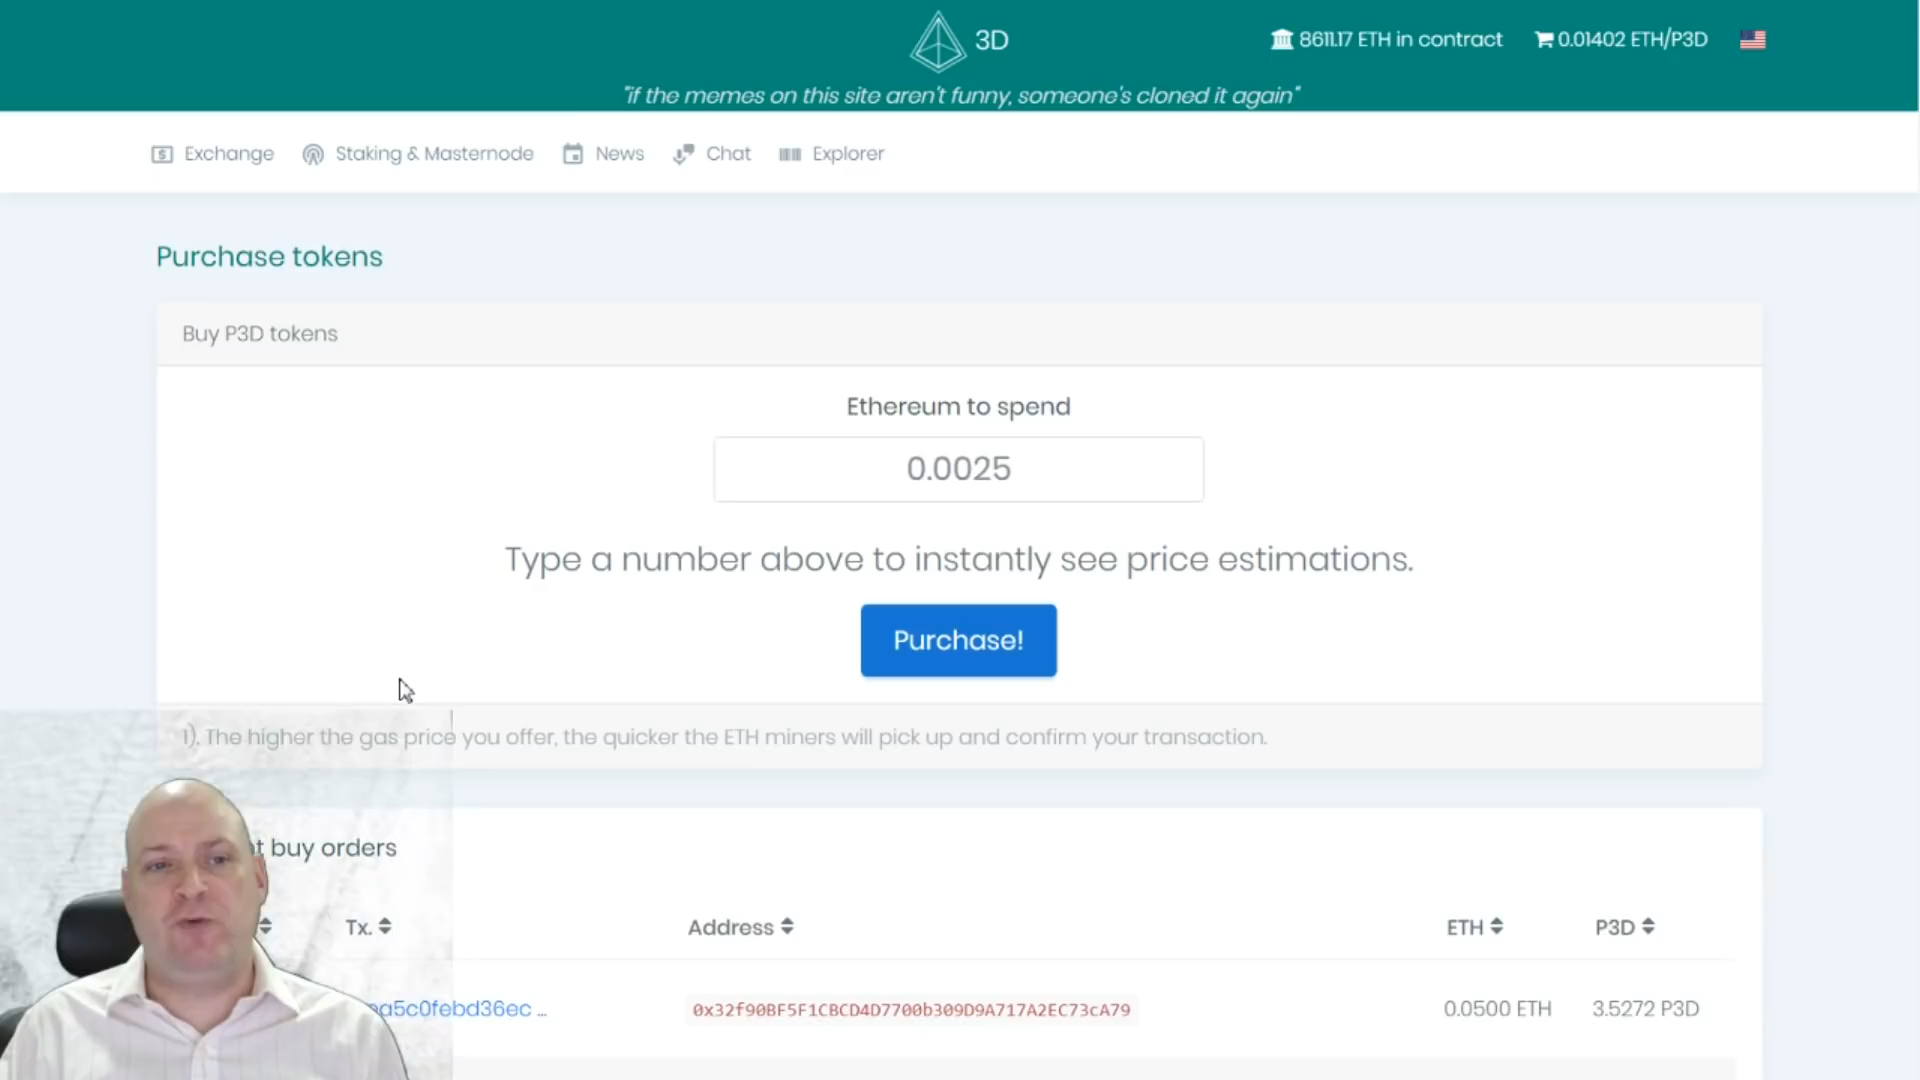 3D
8611.17 ETH in contract
0.01402 ETH/P3D
"if the memes on this site aren't funny, someone's cloned it again"
Exchange
Staking & Masternode
News
Chat
Explorer
Purchase tokens
Buy P3D tokens
Ethereum to spend
0.0025
Type a number above to instantly see price estimations.
Purchase!
1). The higher the gas price you offer, the quicker the ETH miners will pick up and confirm your transaction.
buy orders
Tx.
Address
ETH
P3D
a5c0febd36ec ...
0x32f90BF5F1CBCD4D7700b309D9A717A2EC73cA79
0.0500 ETH
3.5272 P3D